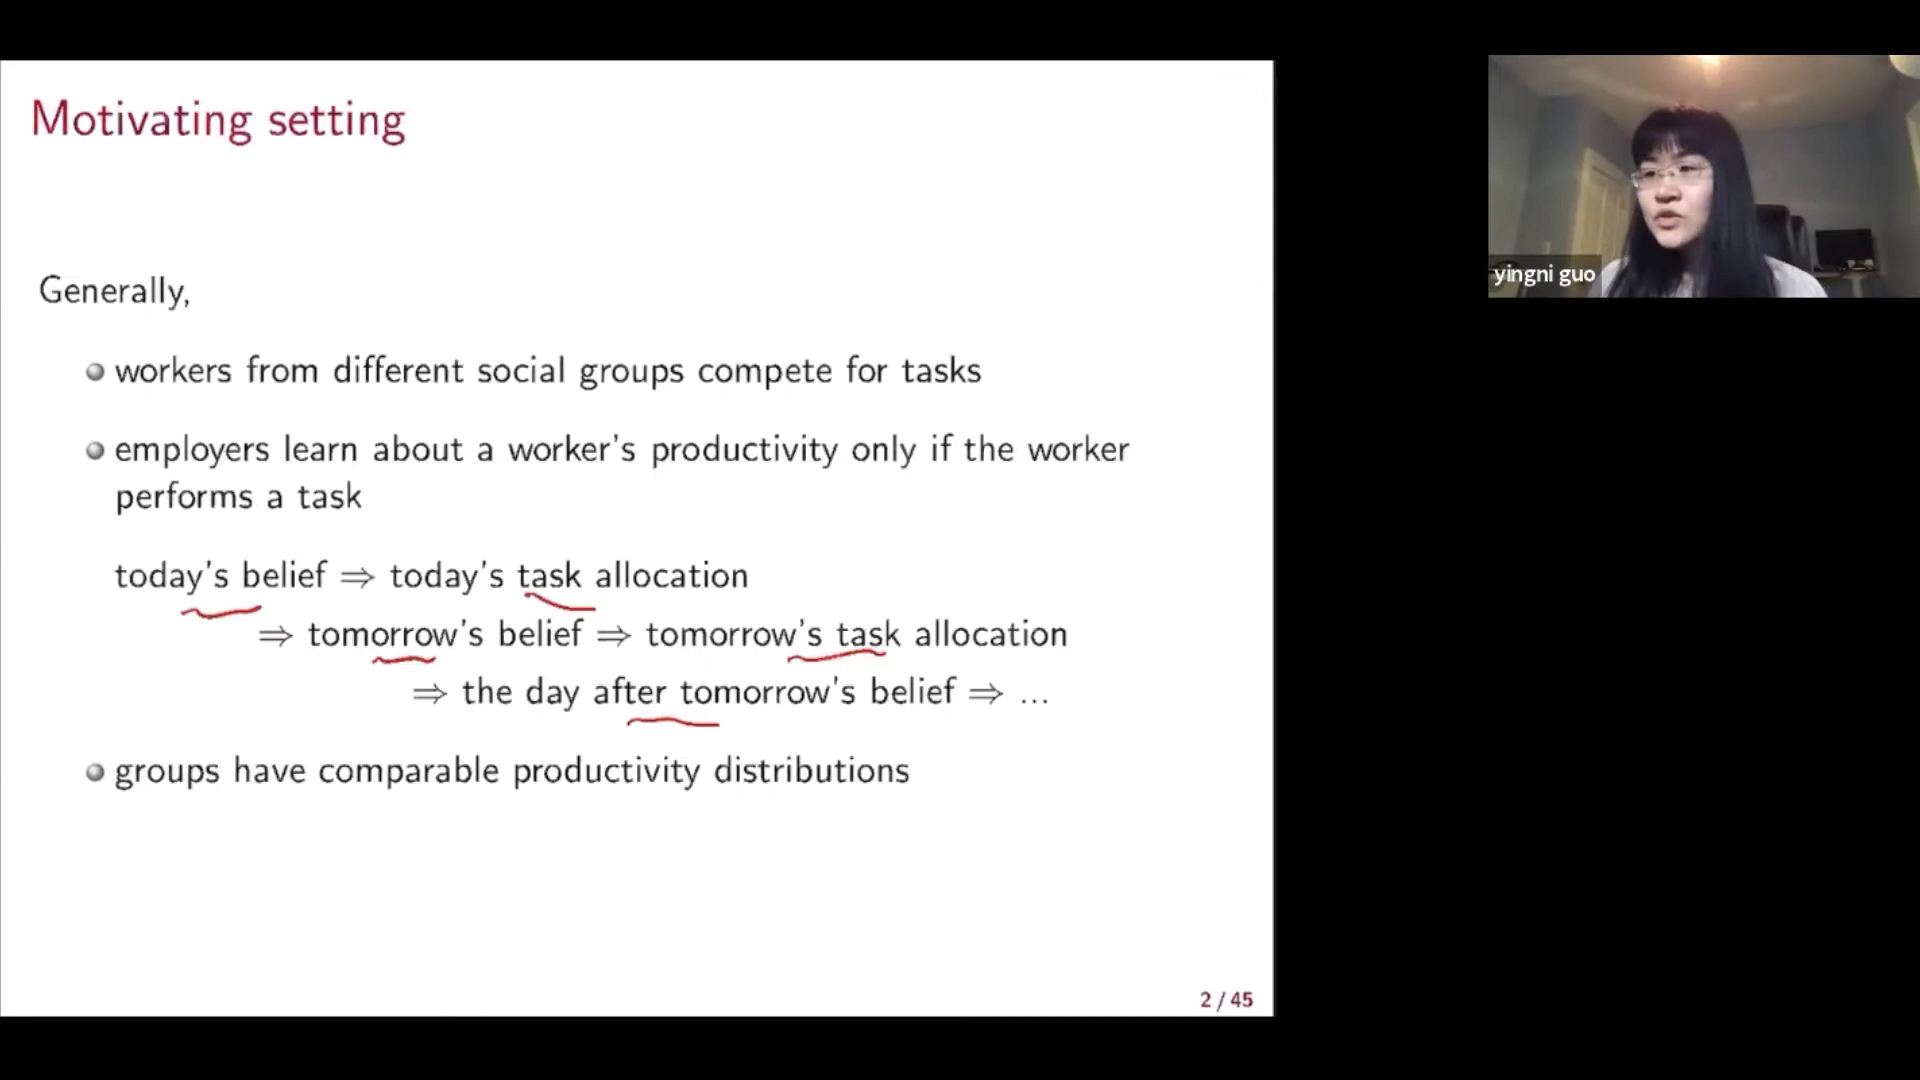 Motivating setting
Generally,
workers from different social groups compete for tasks
employers learn about a worker's productivity only if the worker
performs a task
today's belief ⇒ today's task allocation
⇒ tomorrow's belief ⇒ tomorrow's task allocation
⇒ the day after tomorrow's belief ⇒ ...
groups have comparable productivity distributions
2 / 45
yingni guo